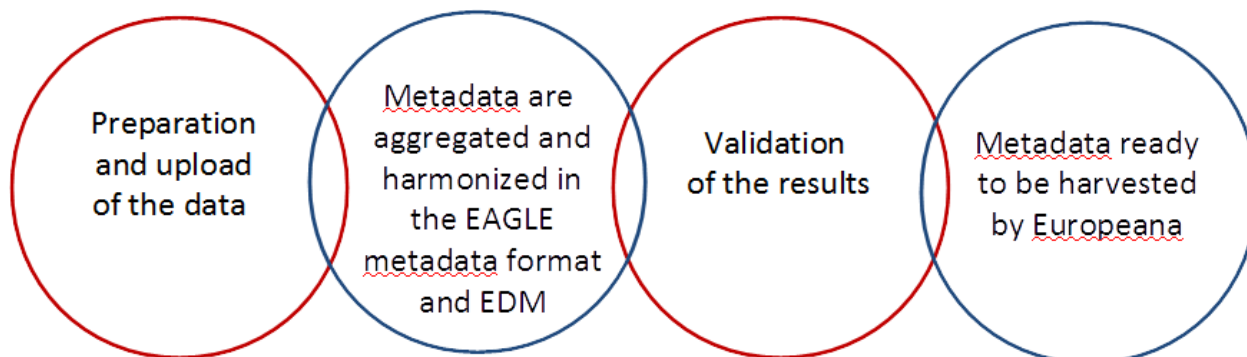 Preparation
and upload
of the data
Metadata are
aggregated and
harmonized in
the EAGLE
metadata format
and EDM
Validation
of the results
Metadata ready
to be harvested
by Europeana